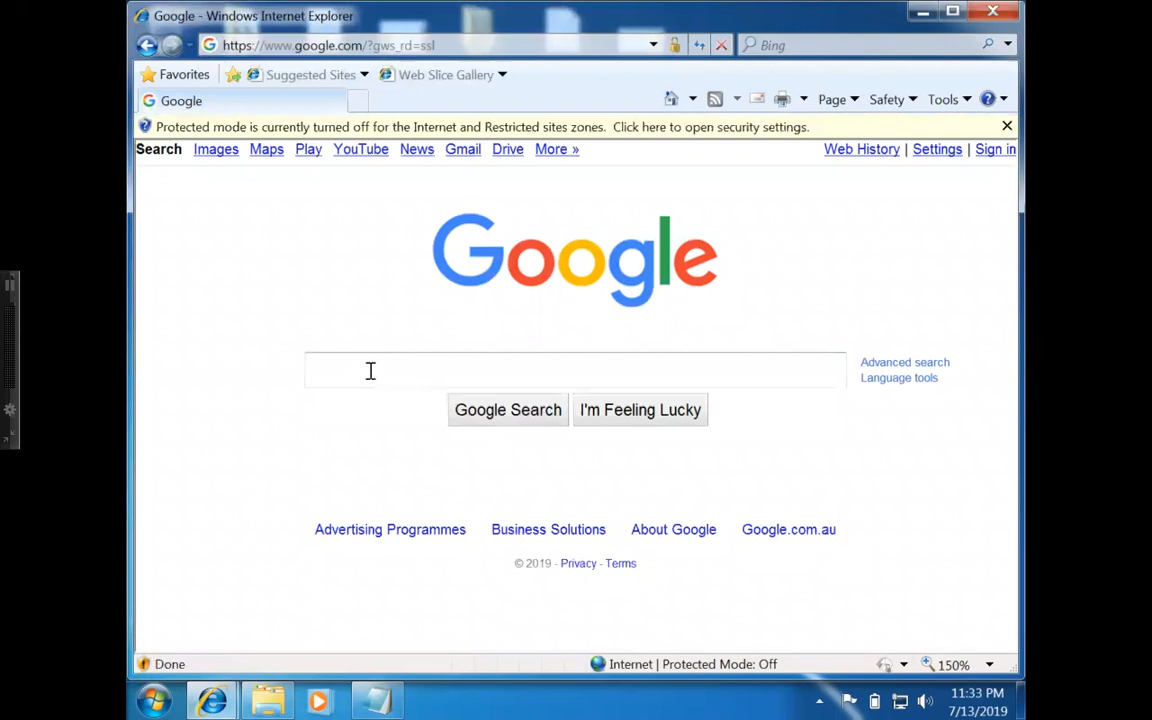 Google - Windows Internet Explorer
https://www.google.com/?gws_rd=ssl
Bing
Favorites Suggested Sites Web Slice Gallery
Google
Page Safety Tools
Protected mode is currently turned off for the Internet and Restricted sites zones. Click here to open security settings.
Search Images Maps Play YouTube News Gmail Drive More » Web History | Settings | Sign in
Google
Advanced search
Language tools
Google Search I'm Feeling Lucky
Advertising Programmes Business Solutions About Google Google.com.au
© 2019 - Privacy - Terms
Done Internet | Protected Mode: Off 150%
11:33 PM
7/13/2019